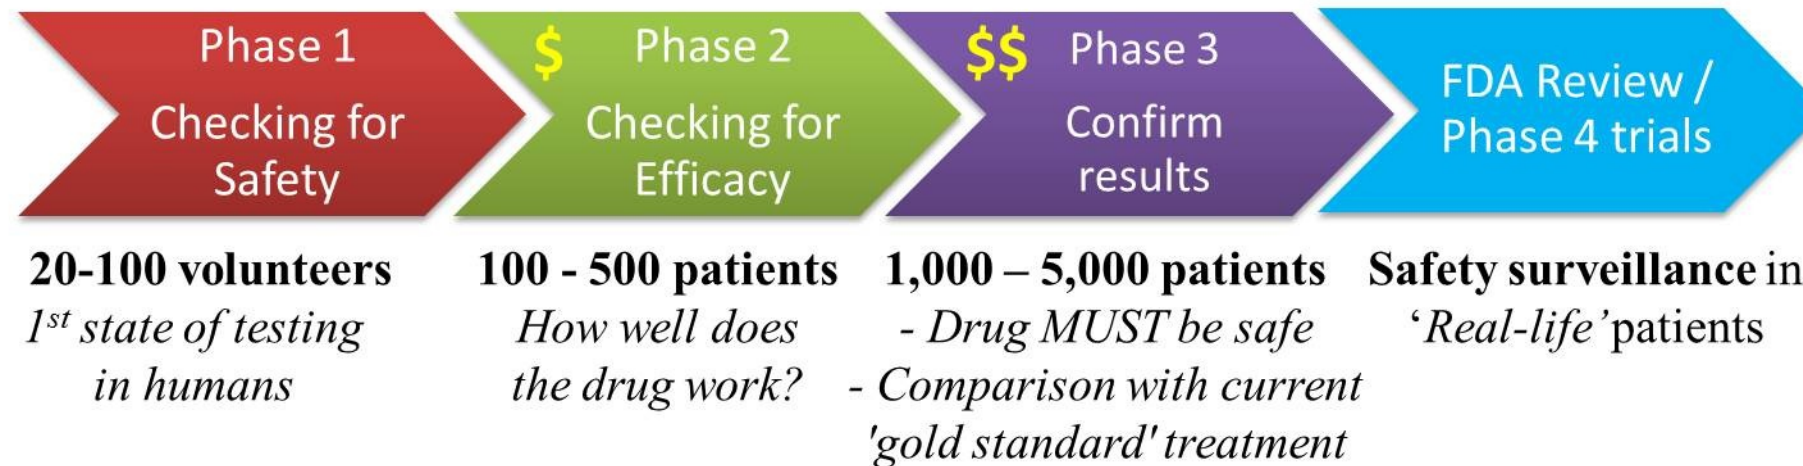 Phase 1
Checking for
Safety
$ Phase 2
Checking for
Efficacy
$$ Phase 3
Confirm
results
FDA Review /
Phase 4 trials
20-100 volunteers
1st state of testing
in humans
100 - 500 patients
How well does
the drug work?
1,000 – 5,000 patients
- Drug MUST be safe
- Comparison with current
'gold standard' treatment
Safety surveillance in
‘Real-life’patients